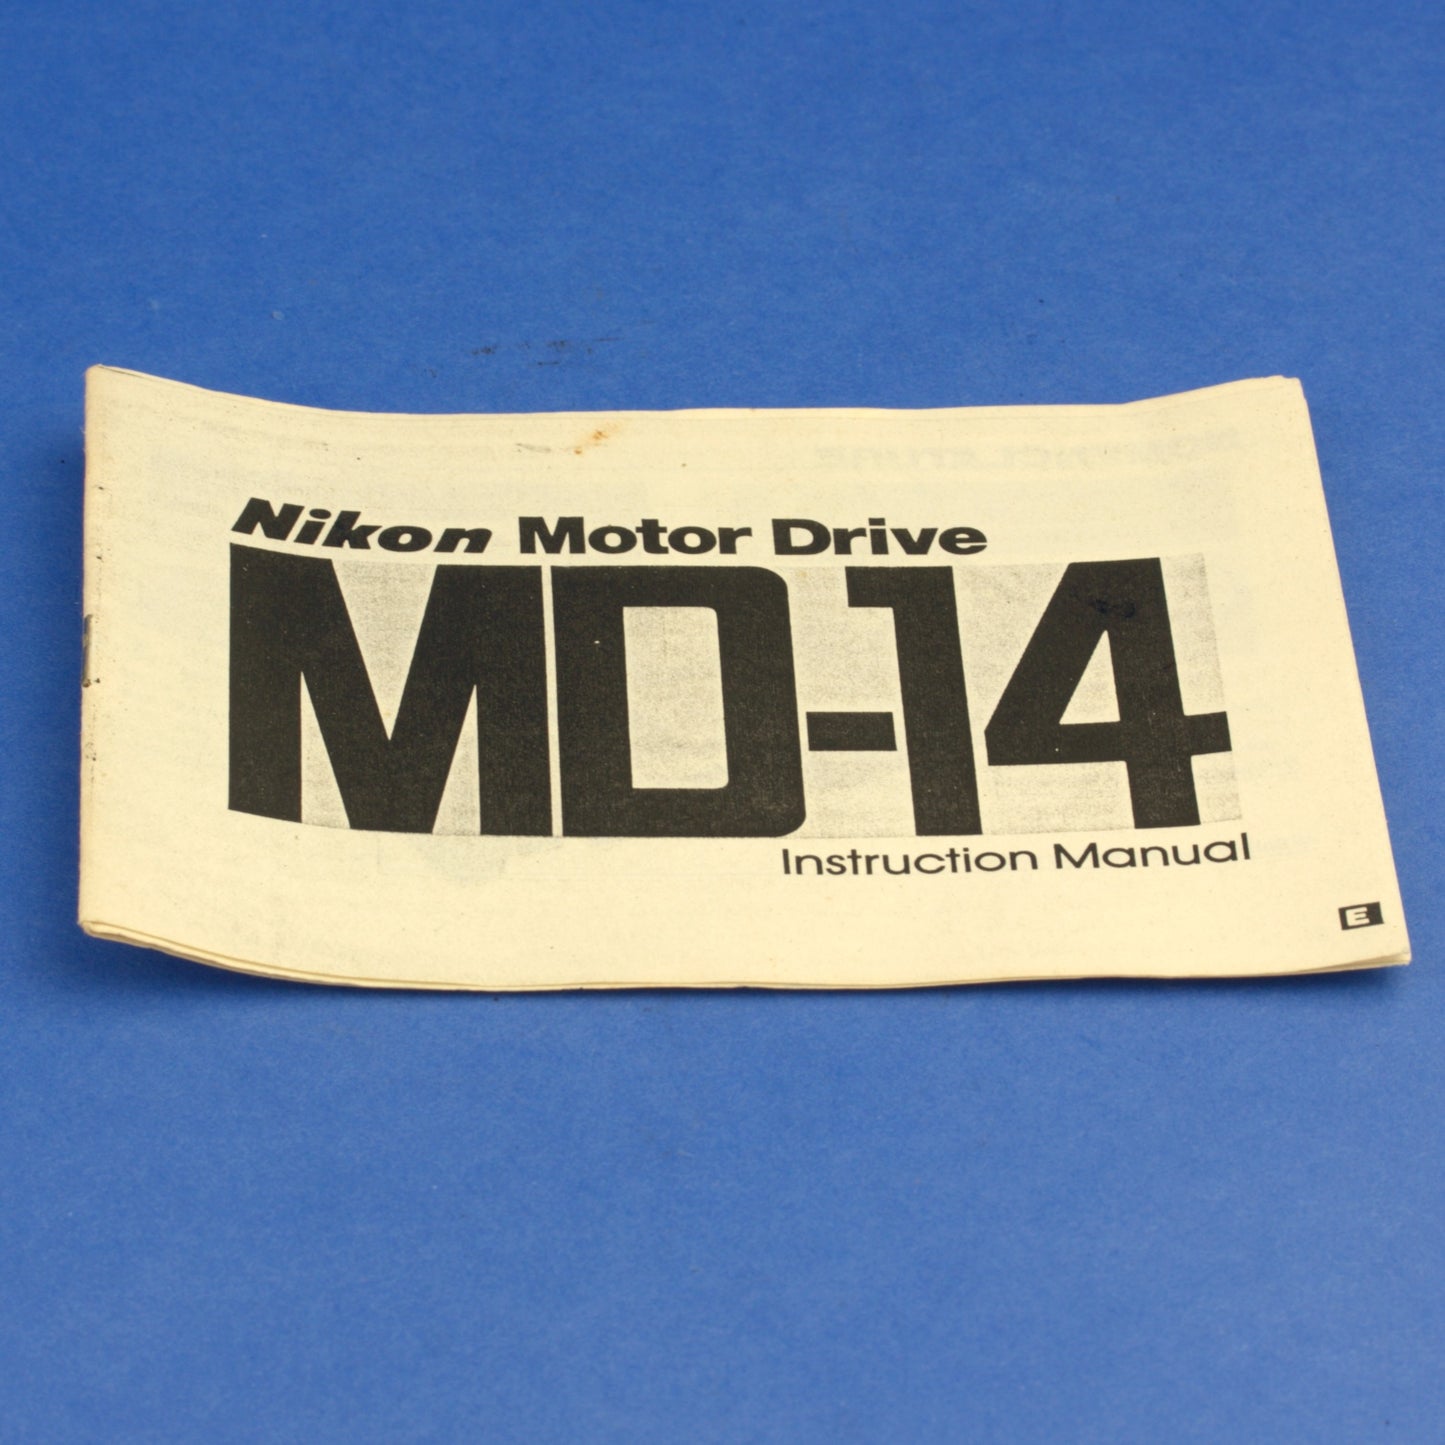 Nikon Motor Drive
MD-14
Instruction Manual
E